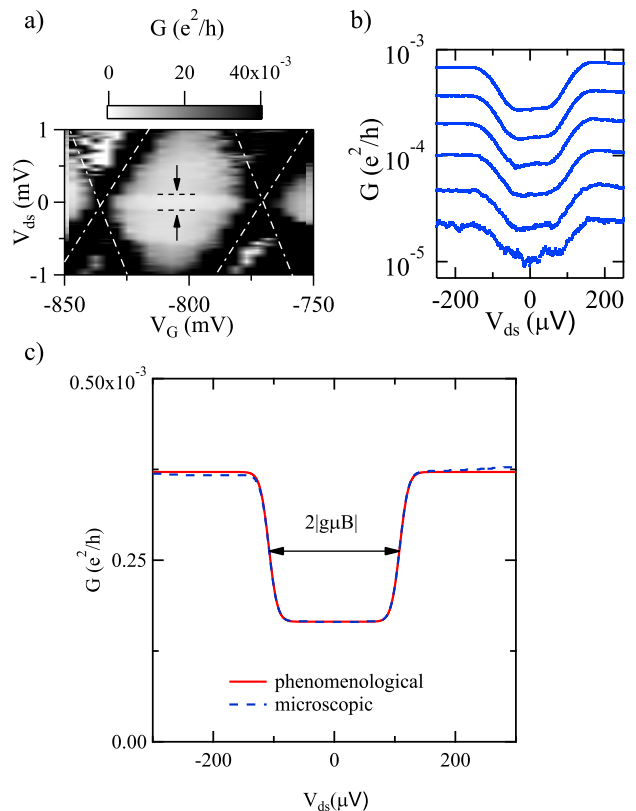 a)
G (e²/h)
0 20 40x10⁻³
1
0
-1
V_ds (mV)
-850 -800 -750
V_G (mV)
b)
10⁻³
10⁻⁴
10⁻⁵
G (e²/h)
-200 0 200
V_ds (μV)
c)
0.50x10⁻³
0.25
0.00
G (e²/h)
2|gμB|
phenomenological
microscopic
-200 0 200
V_ds(μV)